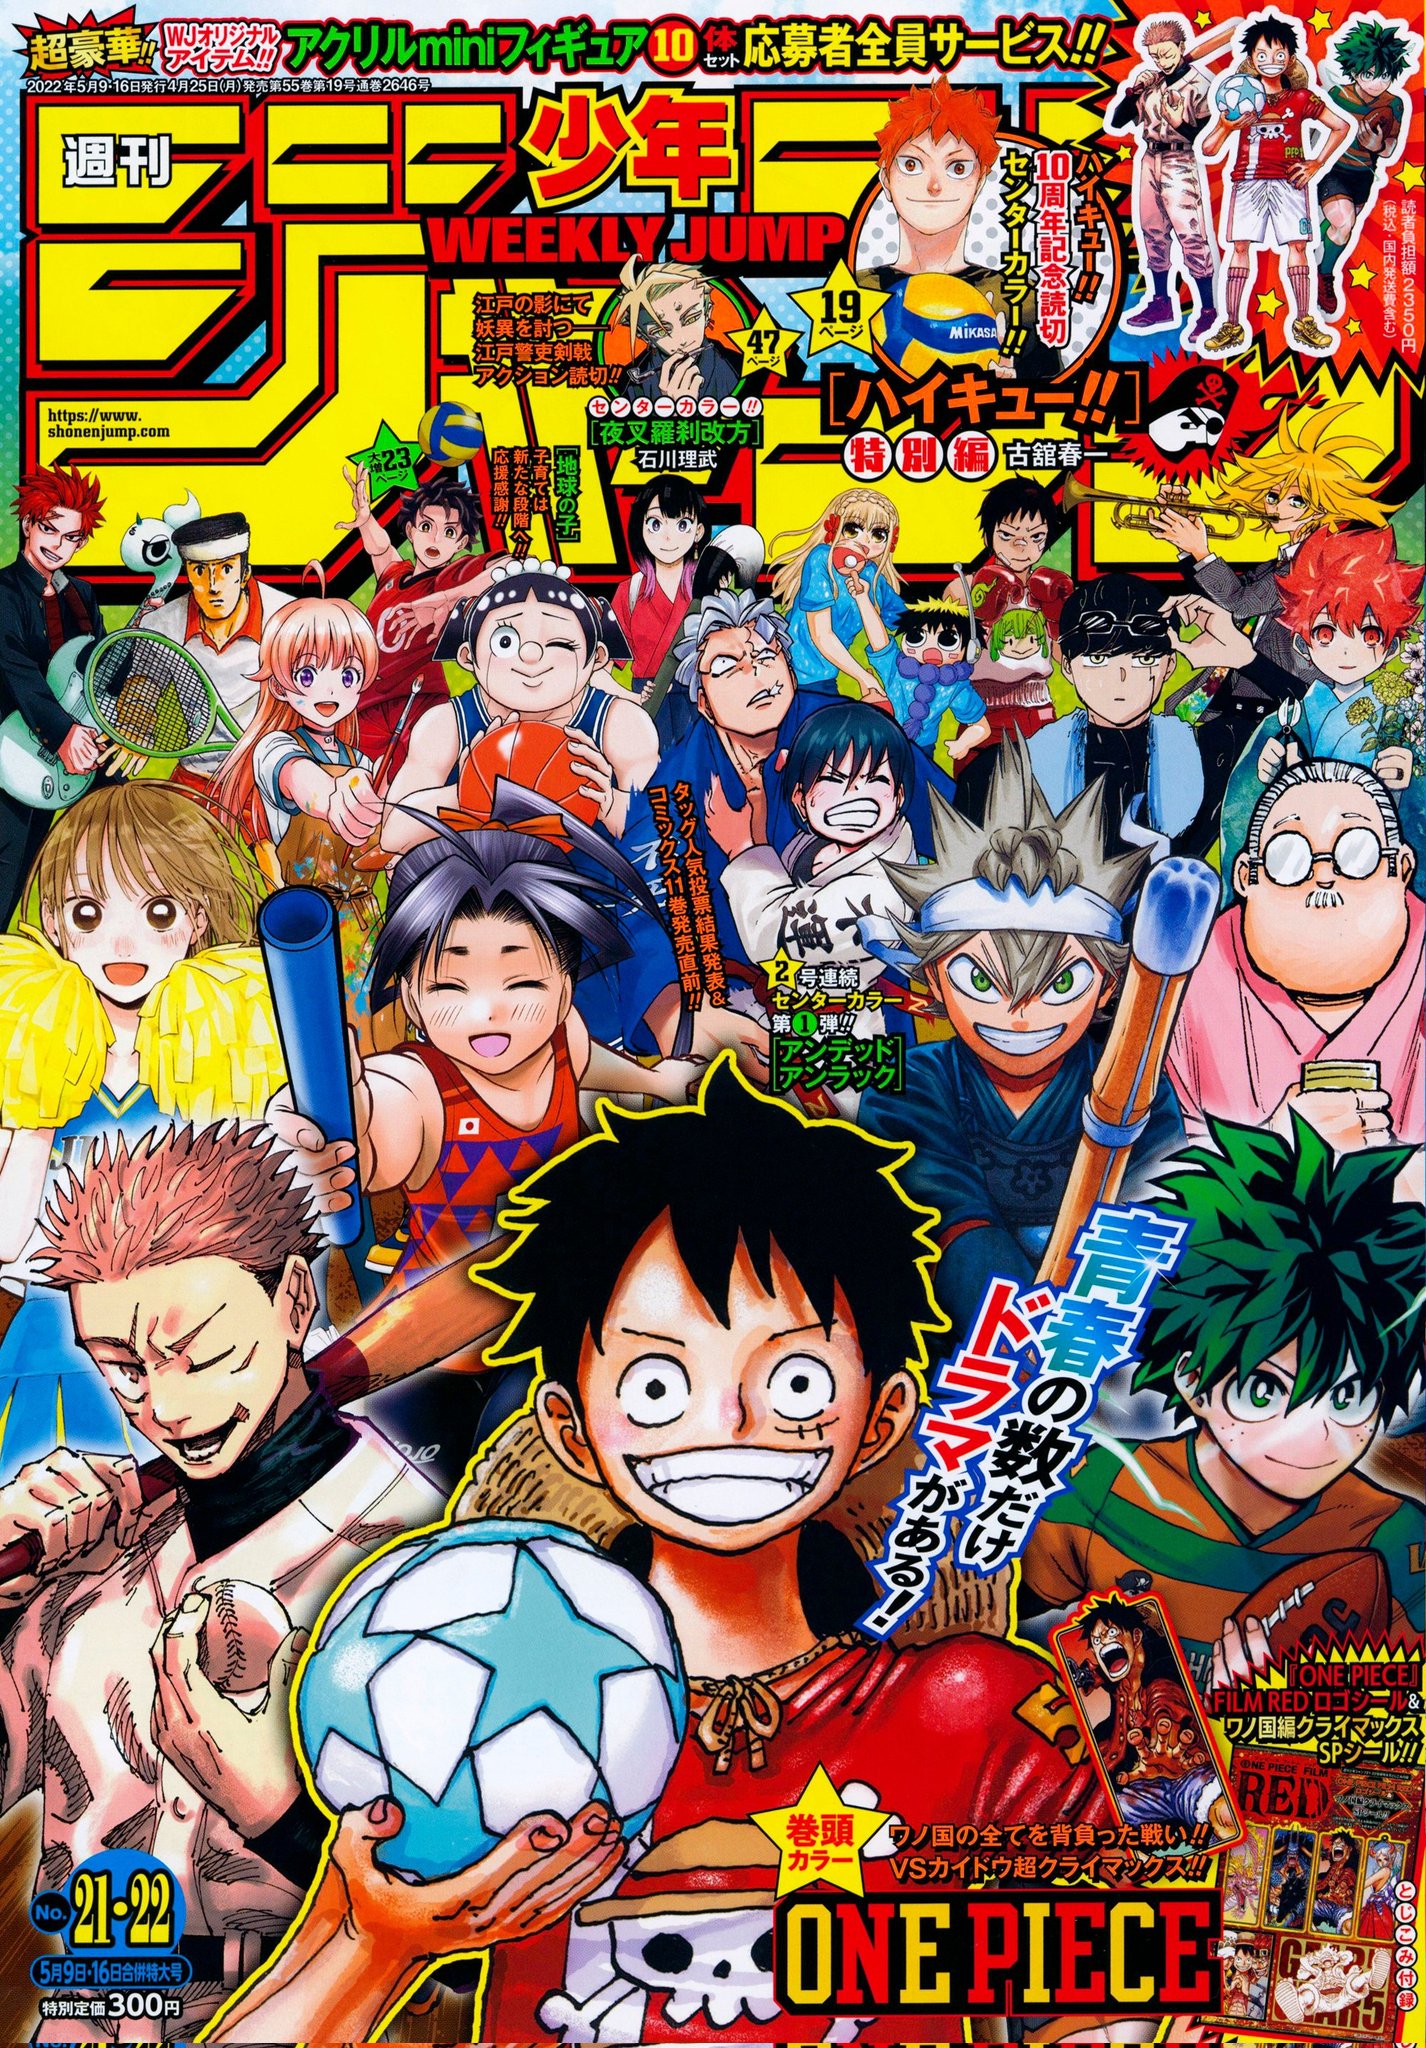 超豪華!!
WJオリジナル
アイテム!!
アクリルminiフィギュア10体セット応募者全員サービス!!
2022年5月9・16日発行4月25日(月)発売第55巻第19号通巻2646号
週刊
少年
ジャンプ
WEEKLY JUMP
読者負担額 2350円
(税込/国内発送費含む)
ハイキュー!!
10周年記念読切
センターカラー!!
19ページ
MIKASA
[ハイキュー!!]
特別編 古舘春一
江戸の影にて
妖異を討つ——
江戸警吏剣戟
アクション読切!!
47ページ
センターカラー!!
[夜叉羅刹改方]
石川理武
https://www.
shonenjump.com
大増23ページ
[地球の子]
子育ては
新たな段階へ!!
応援感謝!!
タッグ人気投票結果発表&
コミックス11巻発売直前!!
2号連続
センターカラー
第1弾!!
[アンデッド
アンラック]
青春の数だけ
ドラマがある!
『ONE PIECE』
FILM RED ロゴシール&
ワノ国編クライマックス
SPシール!!
ONE PIECE FILM
RED
GEAR5
とじこみ付録
巻頭
カラー
ワノ国の全てを背負った戦い!!
VSカイドウ超クライマックス!!!
ONE PIECE
No.21・22
5月9日・16日合併特大号
特別定価300円